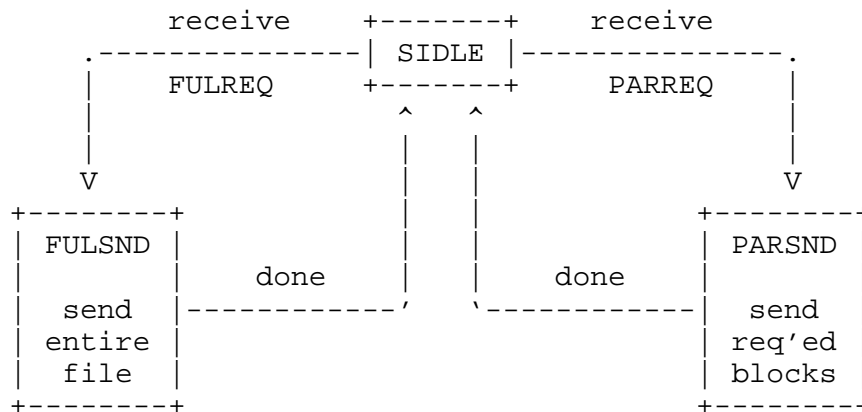 receive receive
SIDLE
FULREQ PARREQ
FULSND PARSND
done done
send send
entire req'ed
file blocks